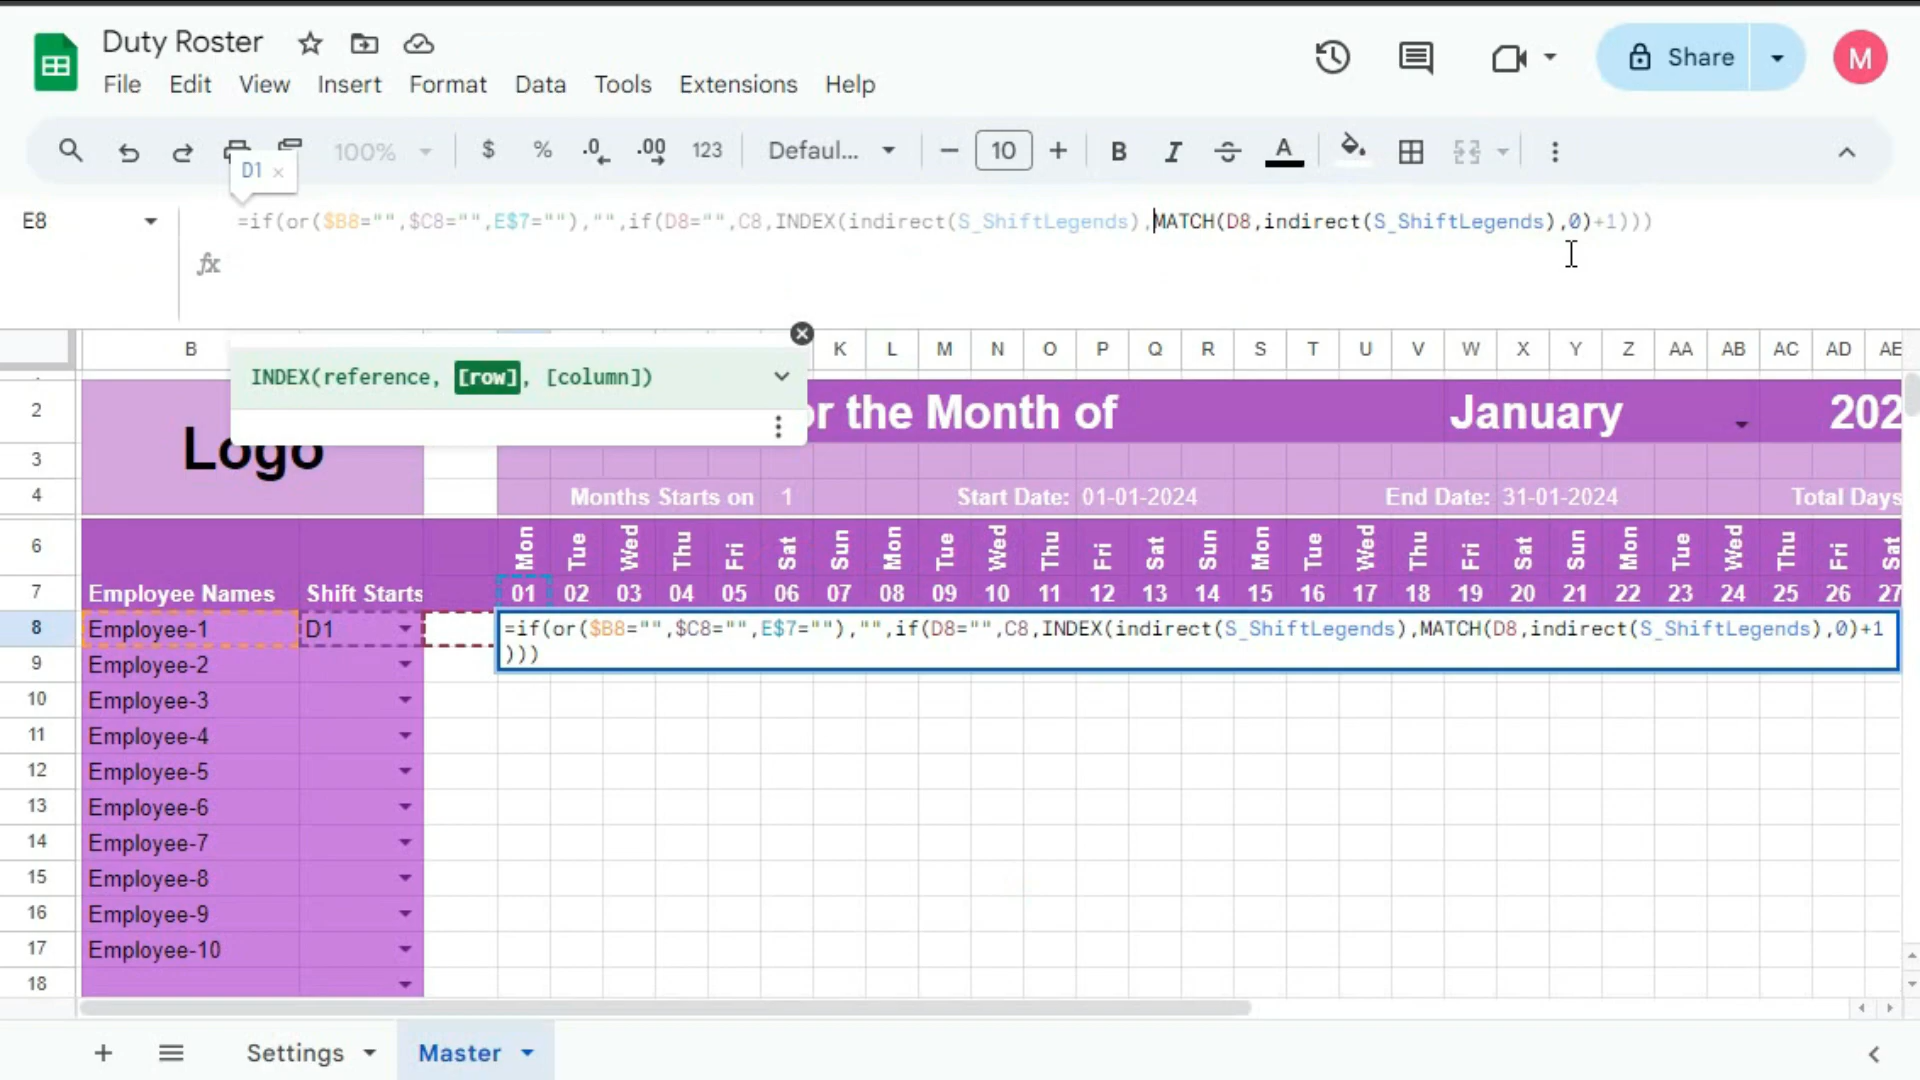 Duty Roster
File Edit View Insert Format Data Tools Extensions Help
Share
M
100% $ % .0 .00 123 Defaul... 10 B I A
D1 ×
E8
=if(or($B8="",$C8="",E$7=""),"",if(D8="",C8,INDEX(indirect(S_ShiftLegends),MATCH(D8,indirect(S_ShiftLegends),0)+1)))
fx
B K L M N O P Q R S T U V W X Y Z AA AB AC AD AE
INDEX(reference, [row], [column])
2 Logo or the Month of January 202
3
4 Months Starts on 1 Start Date: 01-01-2024 End Date: 31-01-2024 Total Days
6 Mon Tue Wed Thu Fri Sat Sun Mon Tue Wed Thu Fri Sat Sun Mon Tue Wed Thu Fri Sat Sun Mon Tue Wed Thu Fri Sat
7 Employee Names Shift Starts 01 02 03 04 05 06 07 08 09 10 11 12 13 14 15 16 17 18 19 20 21 22 23 24 25 26 27
8 Employee-1 D1 =if(or($B8="",$C8="",E$7=""),"",if(D8="",C8,INDEX(indirect(S_ShiftLegends),MATCH(D8,indirect(S_ShiftLegends),0)+1
)))
9 Employee-2
10 Employee-3
11 Employee-4
12 Employee-5
13 Employee-6
14 Employee-7
15 Employee-8
16 Employee-9
17 Employee-10
18
Settings Master